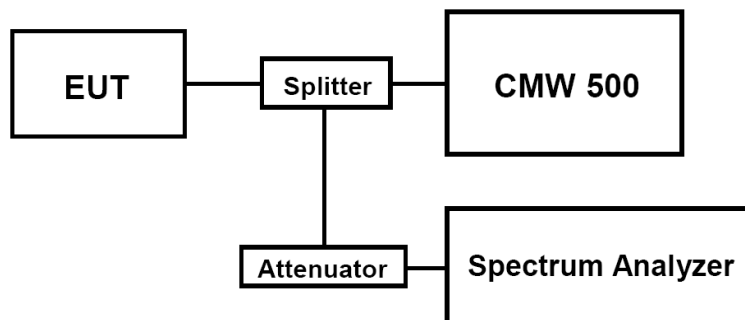 EUT
Splitter
CMW 500
Attenuator
Spectrum Analyzer